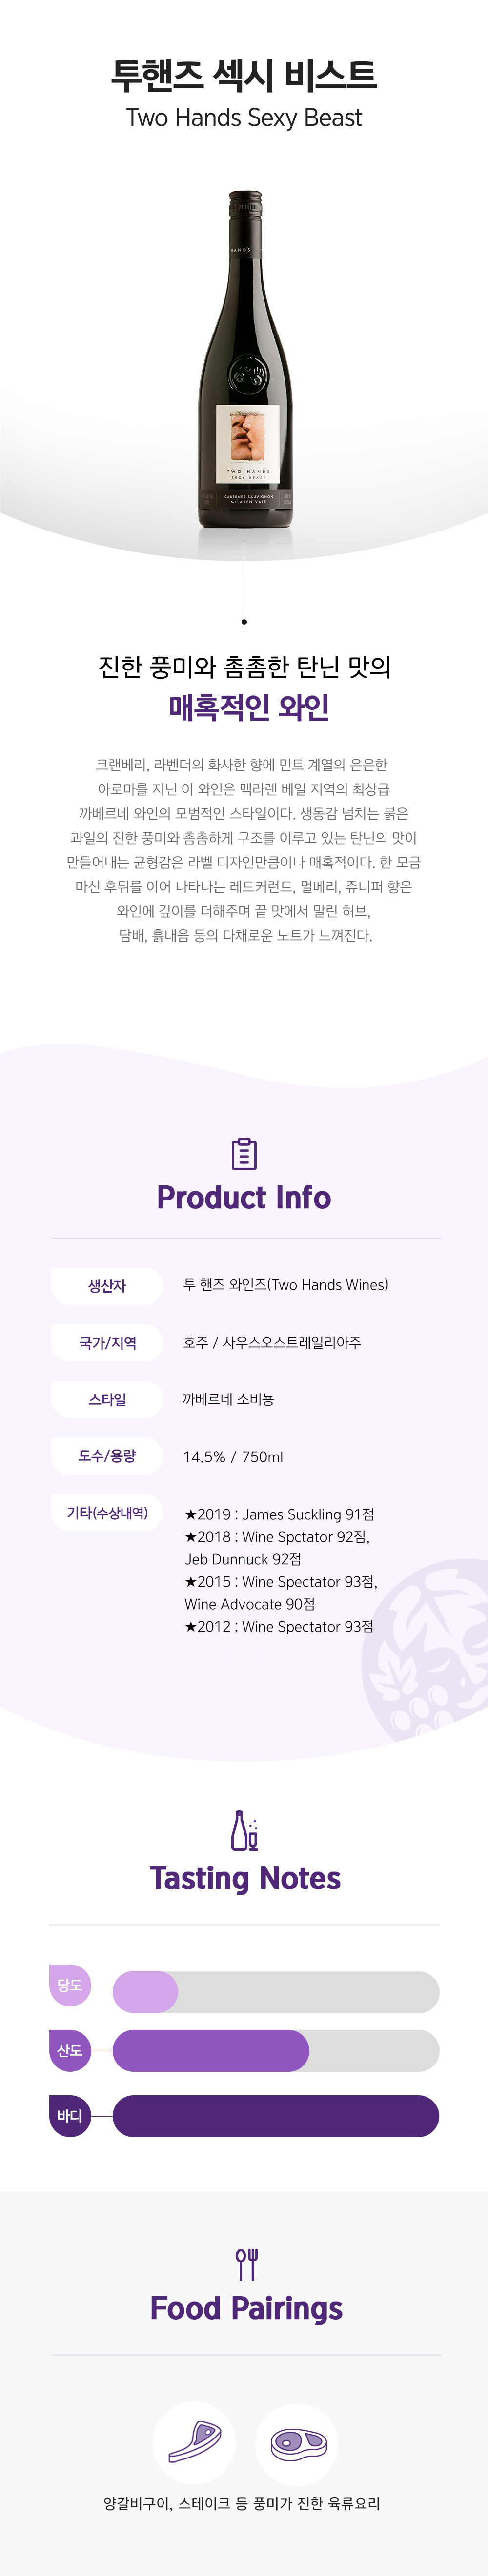 투핸즈 섹시 비스트
Two Hands Sexy Beast
HANDS
TWO HANDS
SEXY BEAST
CABERNET SAUVIGNON
McLAREN VALE
진한 풍미와 촘촘한 탄닌 맛의
매혹적인 와인
크랜베리, 라벤더의 화사한 향에 민트 계열의 은은한
아로마를 지닌 이 와인은 맥라렌 베일 지역의 최상급
까베르네 와인의 모범적인 스타일이다. 생동감 넘치는 붉은
과일의 진한 풍미와 촘촘하게 구조를 이루고 있는 탄닌의 맛이
만들어내는 균형감은 라벨 디자인만큼이나 매혹적이다. 한 모금
마신 후뒤를 이어 나타나는 레드커런트, 멀베리, 쥬니퍼 향은
와인에 깊이를 더해주며 끝 맛에서 말린 허브,
담배, 흙내음 등의 다채로운 노트가 느껴진다.
Product Info
생산자 투 핸즈 와인즈(Two Hands Wines)
국가/지역 호주 / 사우스오스트레일리아주
스타일 까베르네 소비뇽
도수/용량 14.5% / 750ml
기타(수상내역) ★2019 : James Suckling 91점
★2018 : Wine Spctator 92점,
Jeb Dunnuck 92점
★2015 : Wine Spectator 93점,
Wine Advocate 90점
★2012 : Wine Spectator 93점
Tasting Notes
당도
산도
바디
Food Pairings
양갈비구이, 스테이크 등 풍미가 진한 육류요리